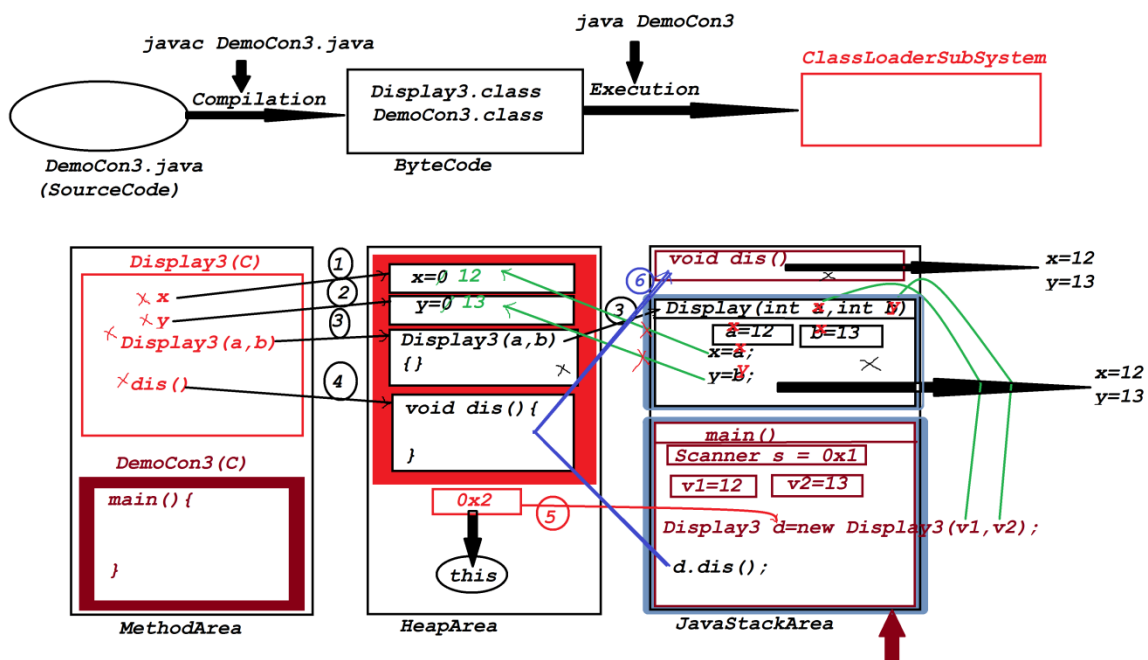 java DemoCon3
javac DemoCon3.java
ClassLoaderSubSystem
Compilation
Display3.class
DemoCon3.class
Execution
DemoCon3.java
(SourceCode)
ByteCode
Display3(C)
x
y
Display3(a,b)
dis()
DemoCon3(C)
main(){
}
MethodArea
1
2
3
4
x=0 12
y=0 13
Display3(a,b)
{}
void dis(){
}
0x2
5
this
HeapArea
6
3
void dis()
x=12
y=13
Display(int a,int b)
x
y
a=12
b=13
x
x
x=a;
x
y=b;
y
x=12
y=13
main()
Scanner s = 0x1
v1=12
v2=13
Display3 d=new Display3(v1,v2);
d.dis();
JavaStackArea